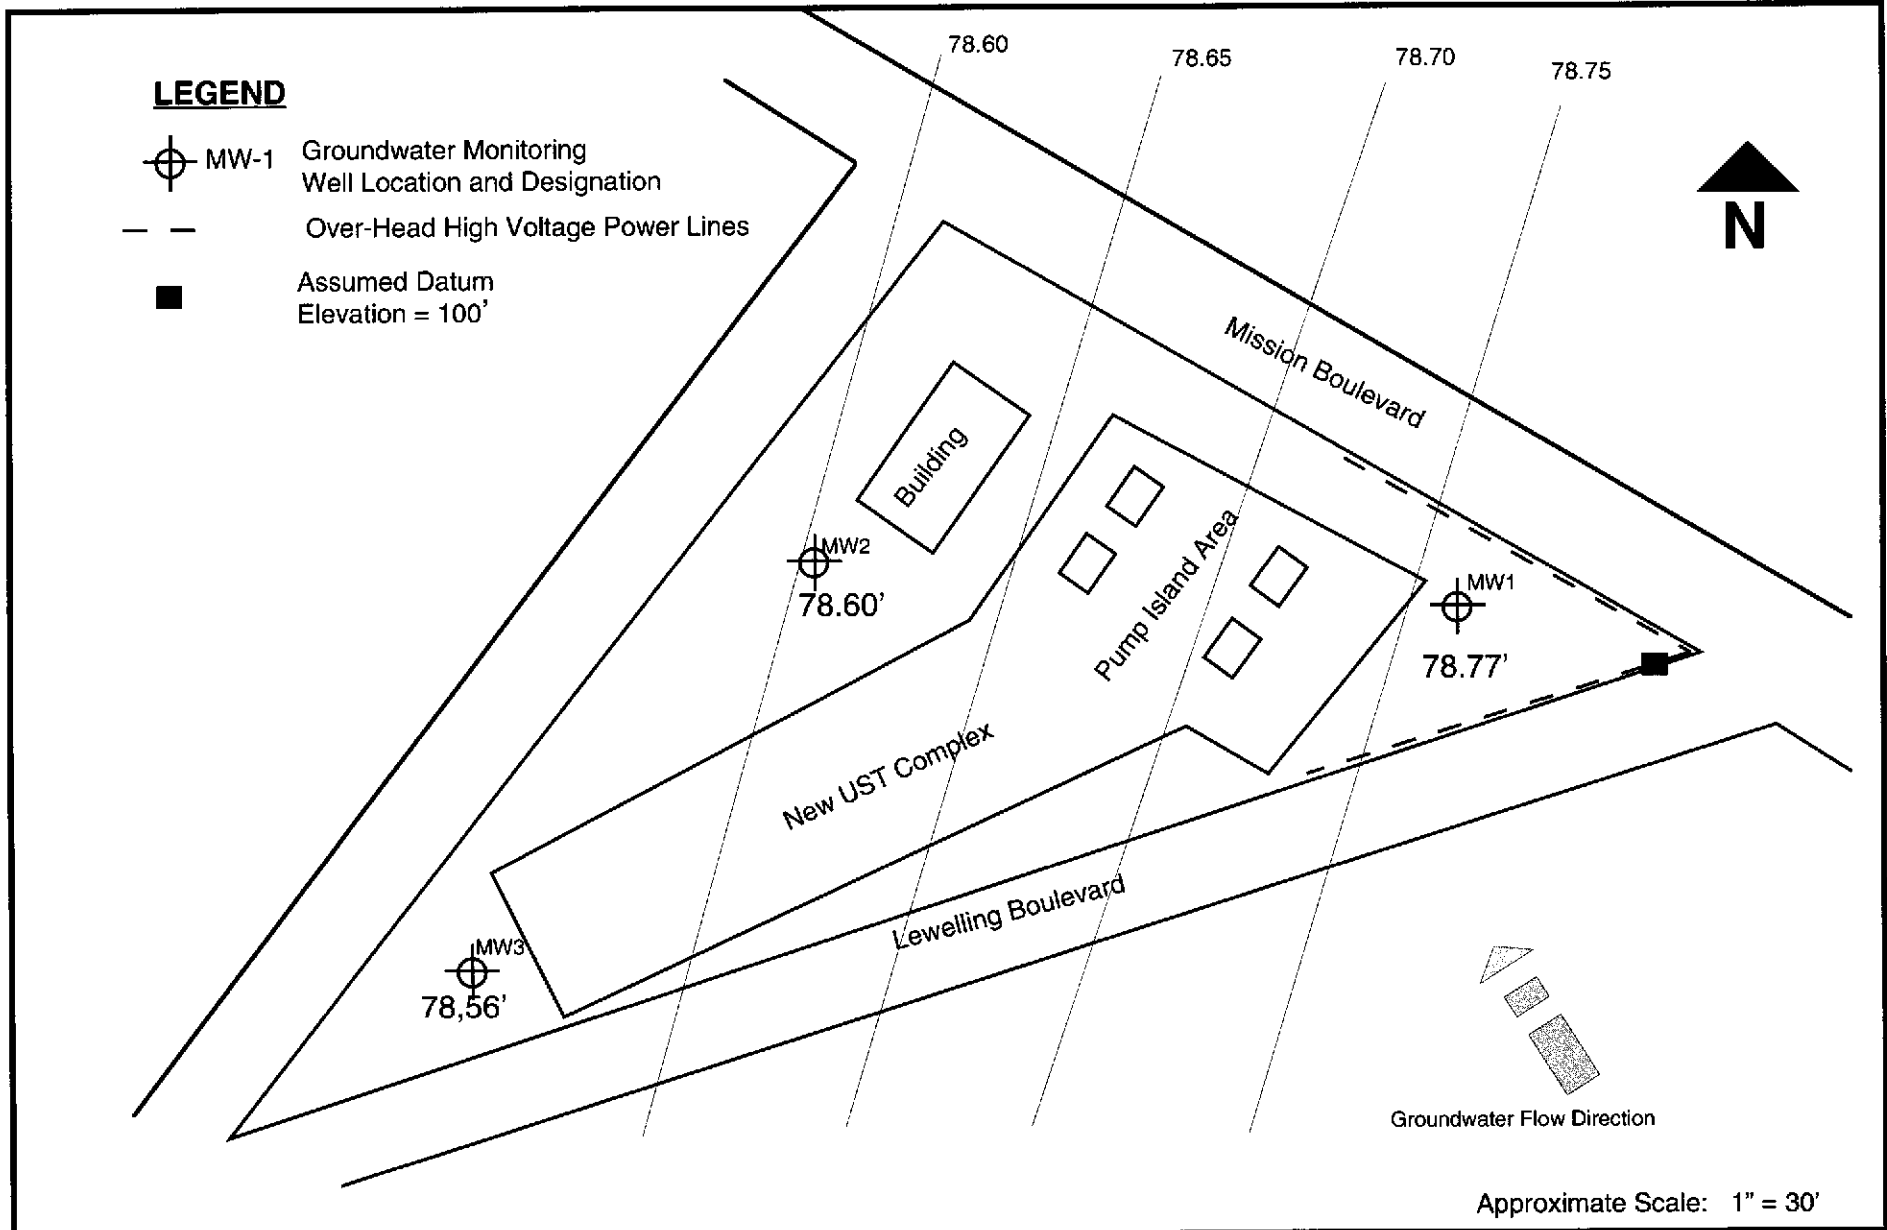 78.60
78.65
78.70
78.75
LEGEND
MW-1 Groundwater Monitoring
Well Location and Designation
Over-Head High Voltage Power Lines
Assumed Datum
Elevation = 100'
N
Mission Boulevard
Building
MW2
78.60'
Pump Island Area
MW1
78.77'
New UST Complex
Lewelling Boulevard
MW3
78,56'
Groundwater Flow Direction
Approximate Scale: 1" = 30'